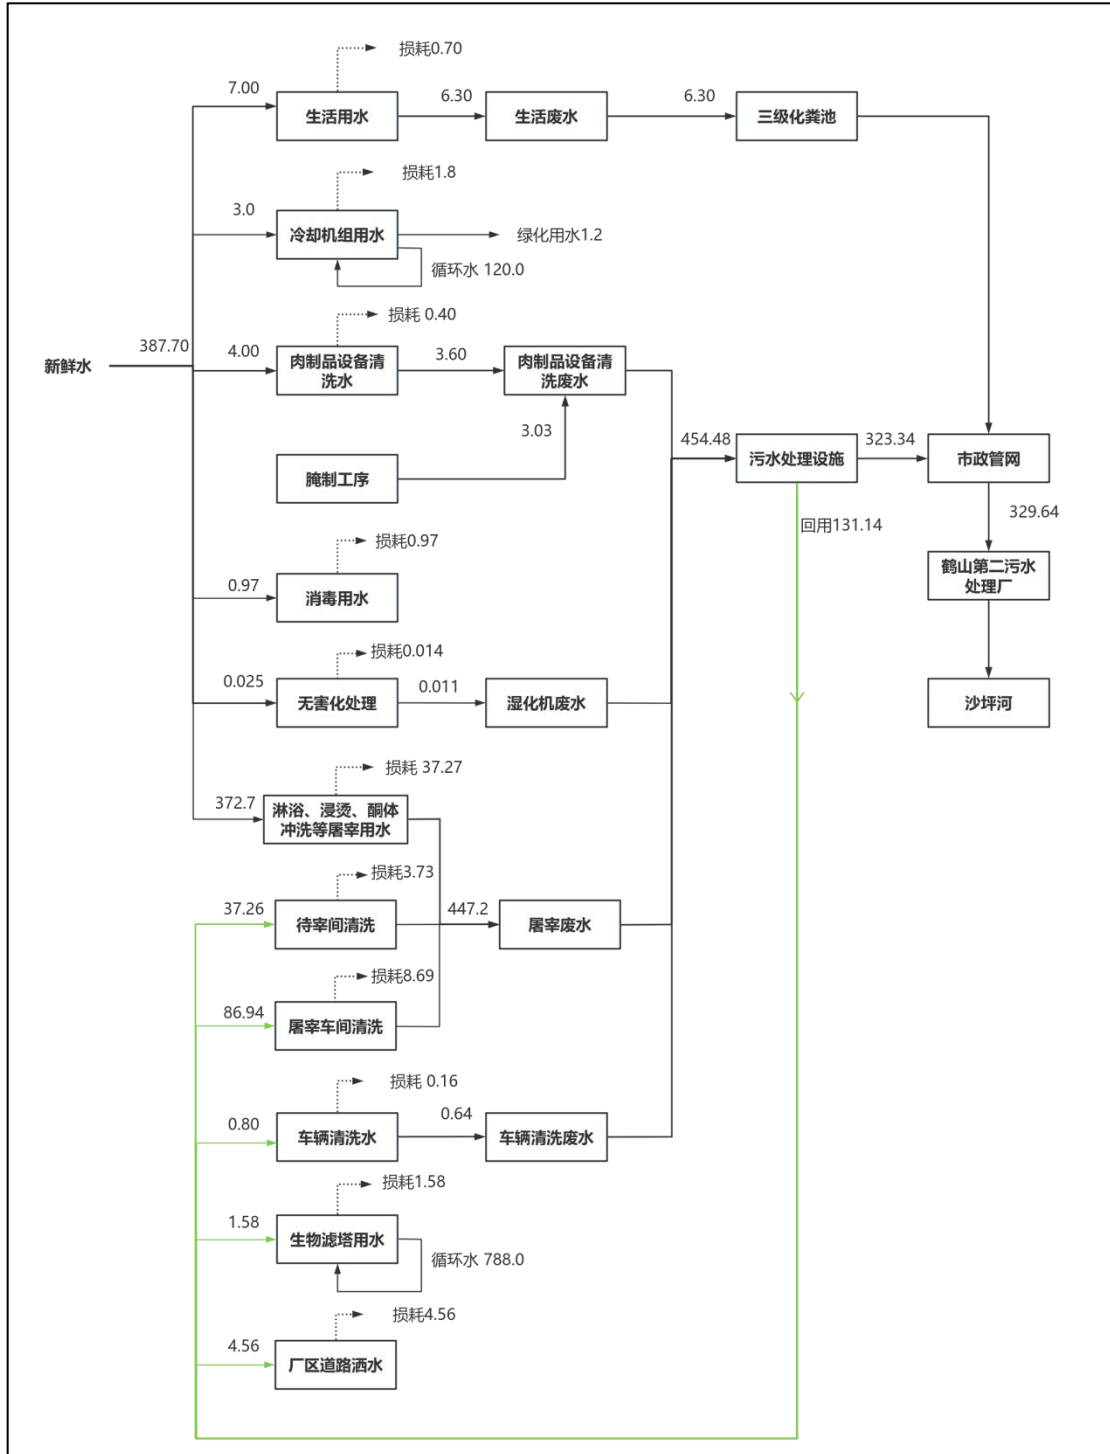 损耗0.70
7.00
生活用水
6.30
生活废水
6.30
三级化粪池
损耗1.8
3.0
冷却机组用水
绿化用水1.2
循环水 120.0
损耗 0.40
新鲜水
387.70
4.00
肉制品设备清
洗水
3.60
肉制品设备清
洗废水
3.03
腌制工序
454.48
污水处理设施
323.34
市政管网
回用131.14
329.64
鹤山第二污水
处理厂
沙坪河
损耗0.97
0.97
消毒用水
损耗0.014
0.025
无害化处理
0.011
湿化机废水
损耗 37.27
372.7
淋浴、浸烫、酮体
冲洗等屠宰用水
损耗3.73
37.26
待宰间清洗
447.2
屠宰废水
损耗8.69
86.94
屠宰车间清洗
损耗 0.16
0.80
车辆清洗水
0.64
车辆清洗废水
损耗1.58
1.58
生物滤塔用水
循环水 788.0
损耗4.56
4.56
厂区道路洒水